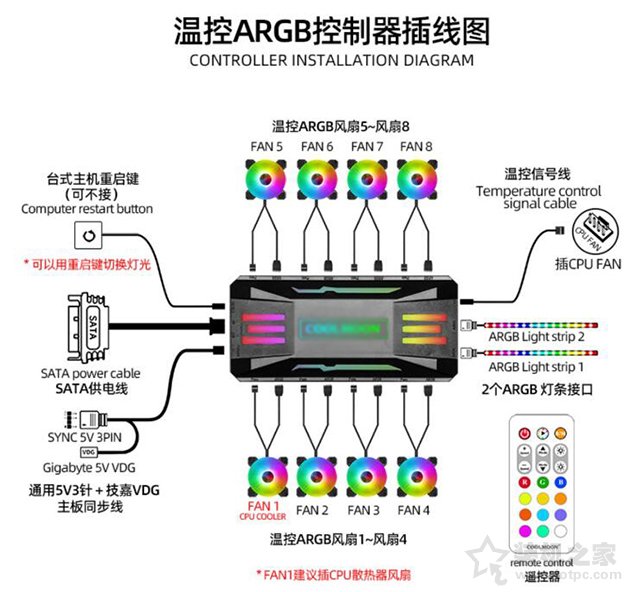 温控ARGB控制器插线图
CONTROLLER INSTALLATION DIAGRAM
温控ARGB风扇5~风扇8
FAN 5
FAN 6
FAN 7
FAN 8
台式主机重启键
(可不接)
Computer restart button
*可以用重启键切换灯光
温控信号线
Temperature control
signal cable
CPU FAN
插CPU FAN
SATA
SATA power cable
SATA供电线
COOLMOON
ARGB Light strip 2
ARGB Light strip 1
2个ARGB 灯条接口
SYNC 5V 3PIN
VDG
Gigabyte 5V VDG
通用5V3针+技嘉VDG
主板同步线
FAN 1
CPU COOLER
FAN 2
FAN 3
FAN 4
温控ARGB风扇1~风扇4
*FAN1建议插CPU散热器风扇
R
G
B
COOLMOON
remote control
遥控器
装机之家